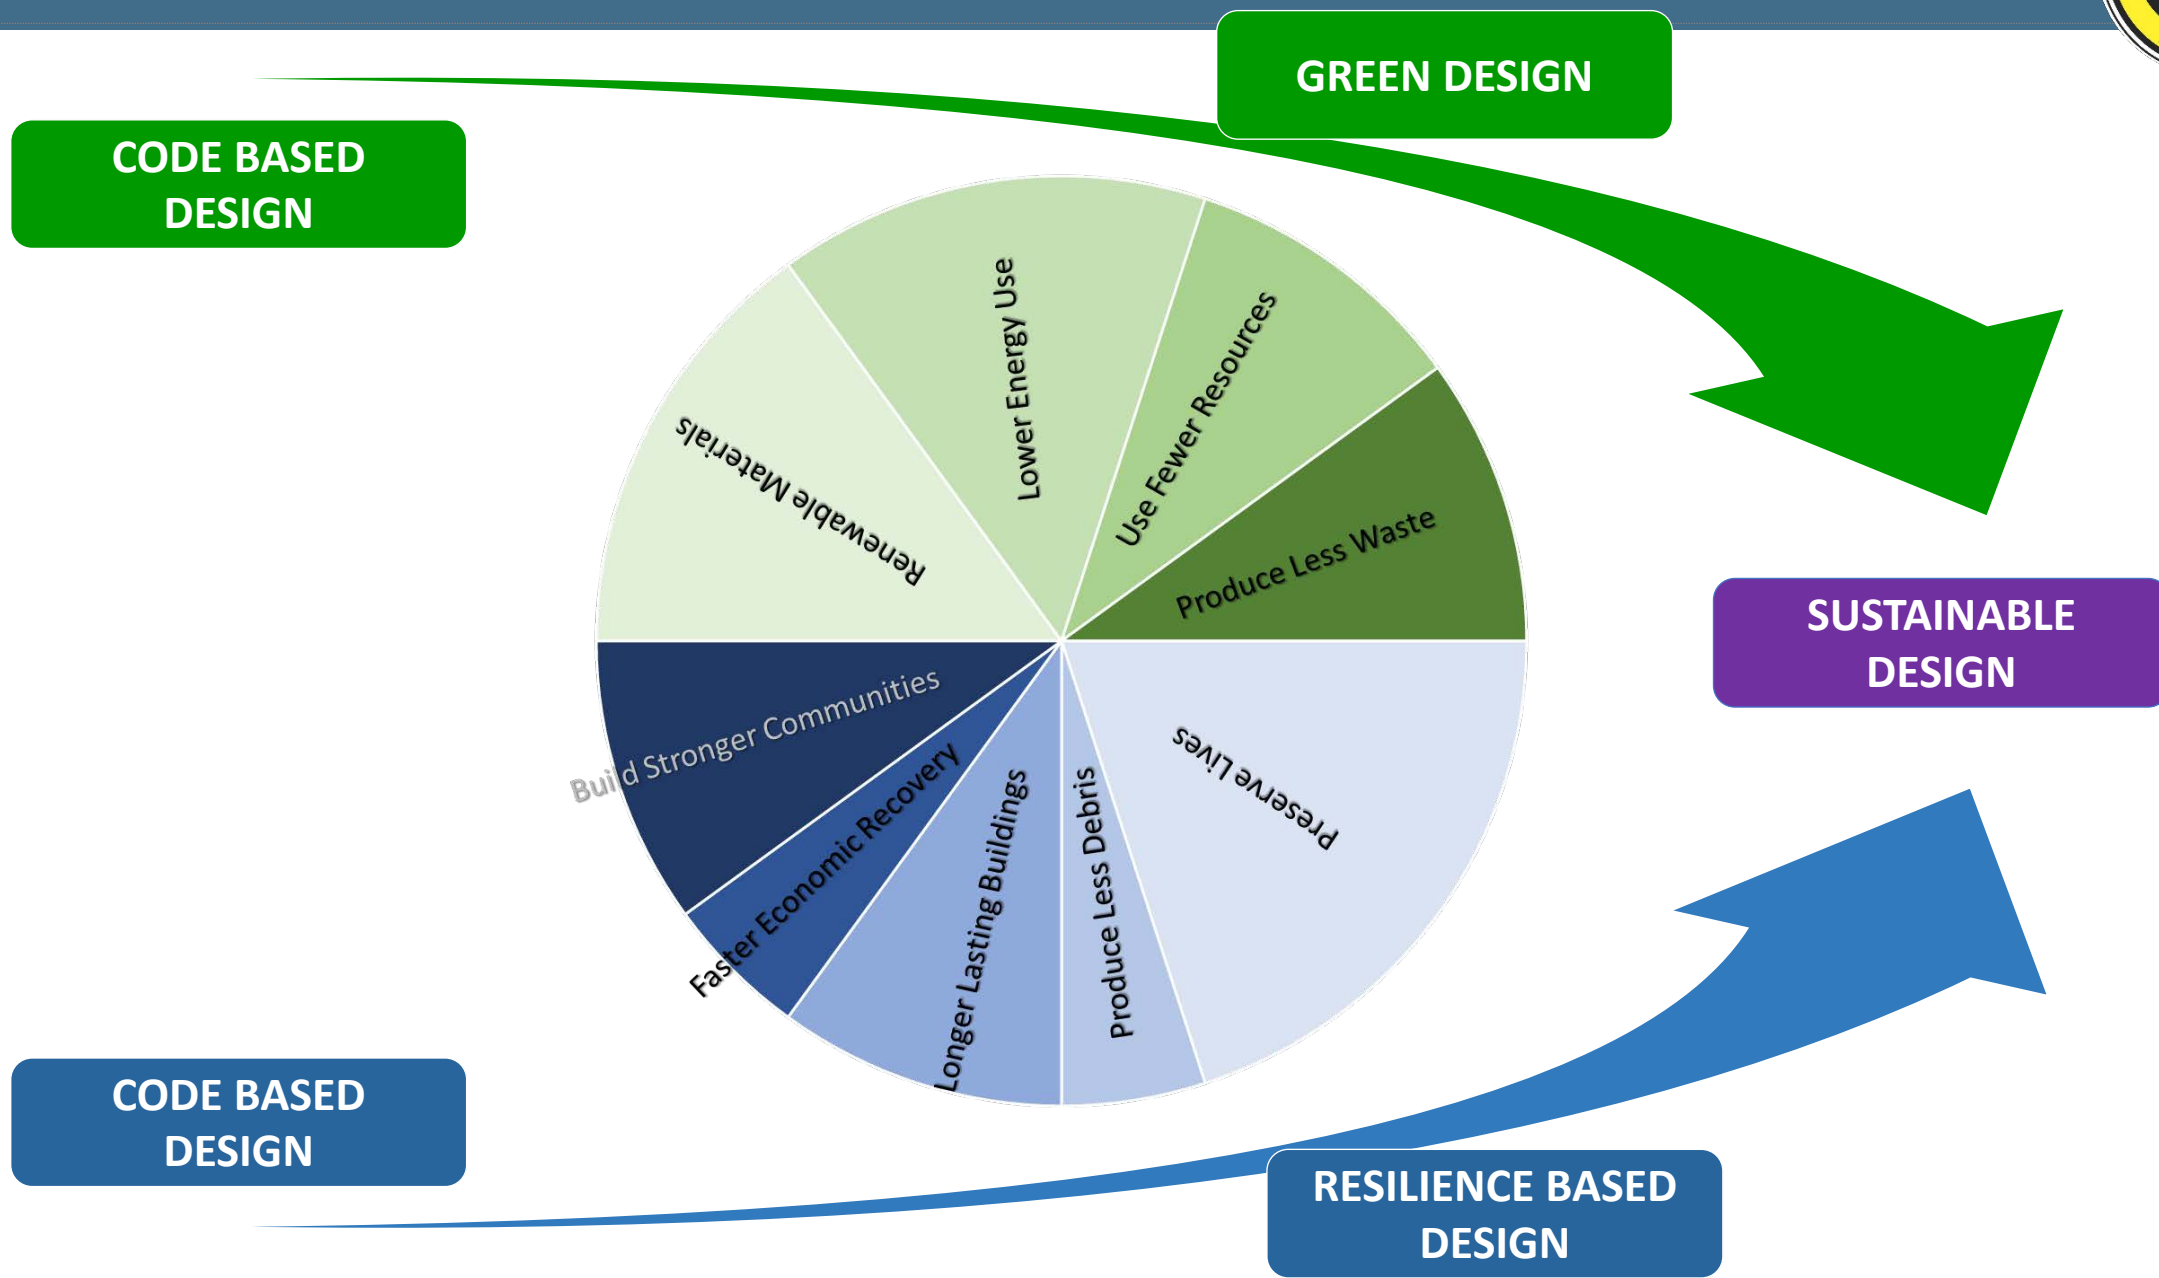 GREEN DESIGN
CODE BASED
DESIGN
Lower Energy Use
Use Fewer Resources
Renewable Materials
Produce Less Waste
SUSTAINABLE
DESIGN
Build Stronger Communities
Preserve Lives
Faster Economic Recovery
Longer Lasting Buildings
Produce Less Debris
CODE BASED
DESIGN
RESILIENCE BASED
DESIGN